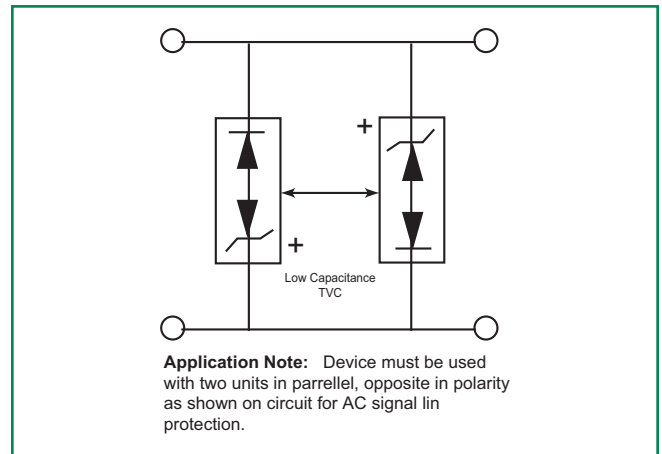 +
+
Low Capacitance
TVC
Application Note: Device must be used
with two units in parrellel, opposite in polarity
as shown on circuit for AC signal lin
protection.